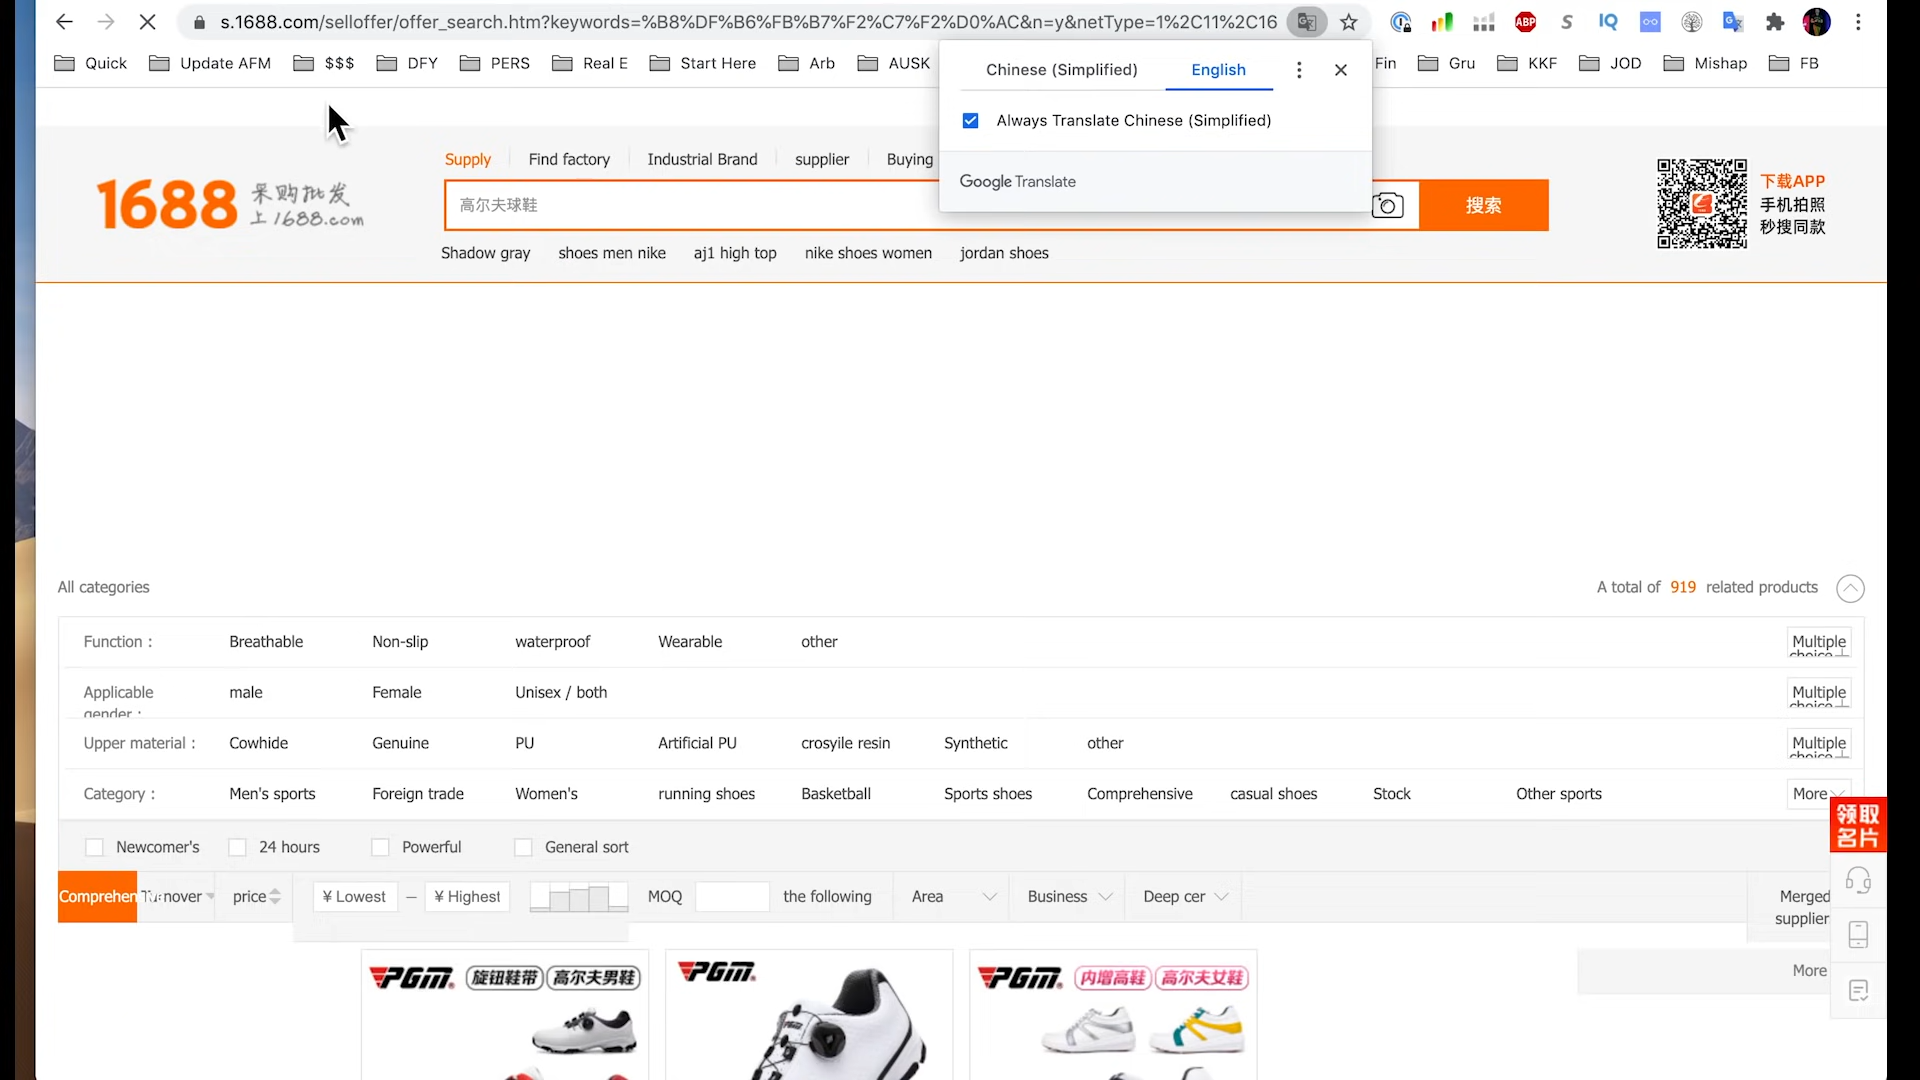 s.1688.com/selloffer/offer_search.htm?keywords=%B8%DF%B6%FB%B7%F2%C7%F2%D0%AC&n=y&netType=1%2C11%2C16
ABP
S
IQ
Quick Update AFM $$$ DFY PERS Real E Start Here Arb AUSK Fin Gru KKF JOD Mishap FB
Chinese (Simplified) English
Always Translate Chinese (Simplified)
Google Translate
Supply Find factory Industrial Brand supplier Buying
1688 采购批发
上1688.com
高尔夫球鞋
搜索
下载APP
手机拍照
秒搜同款
Shadow gray shoes men nike aj1 high top nike shoes women jordan shoes
All categories
A total of 919 related products
Function : Breathable Non-slip waterproof Wearable other Multiple choice
Applicable gender : male Female Unisex / both Multiple choice
Upper material : Cowhide Genuine PU Artificial PU crosyile resin Synthetic other Multiple choice
Category : Men's sports Foreign trade Women's running shoes Basketball Sports shoes Comprehensive casual shoes Stock Other sports More
领取
名片
Newcomer's 24 hours Powerful General sort
price ¥ Lowest — ¥ Highest MOQ the following Area Business Deep cer
Merged
supplier
More
PGM 旋钮鞋带 高尔夫男鞋
PGM
PGM 内增高鞋 高尔夫女鞋